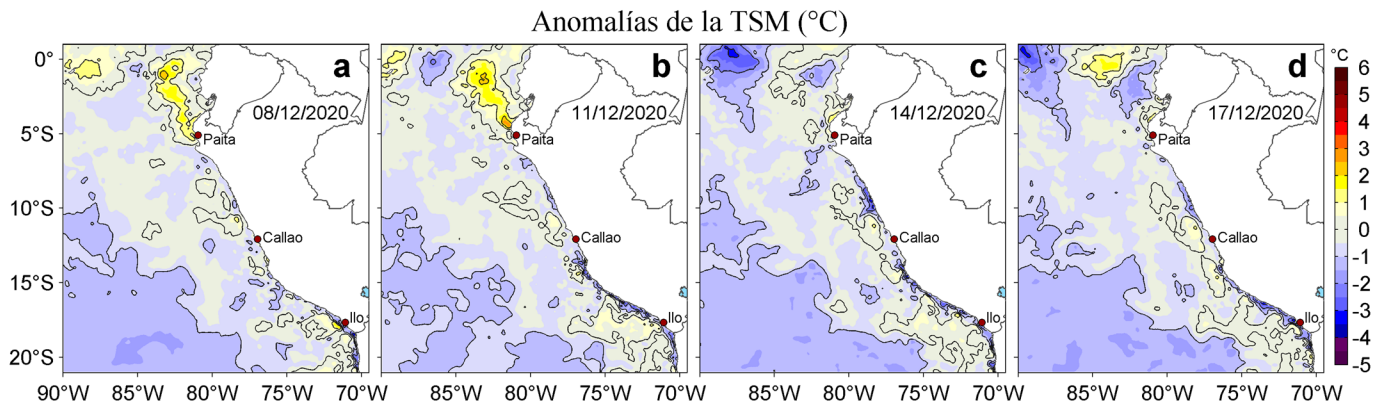 Anomalías de la TSM (°C)
a
08/12/2020
Paita
Callao
Ilo
b
11/12/2020
Paita
Callao
Ilo
c
14/12/2020
Paita
Callao
Ilo
d
17/12/2020
Paita
Callao
Ilo
0°
5°S
10°S
15°S
20°S
90°W 85°W 80°W 75°W 70°W
85°W 80°W 75°W 70°W
85°W 80°W 75°W 70°W
85°W 80°W 75°W 70°W
°C
6
5
4
3
2
1
0
-1
-2
-3
-4
-5